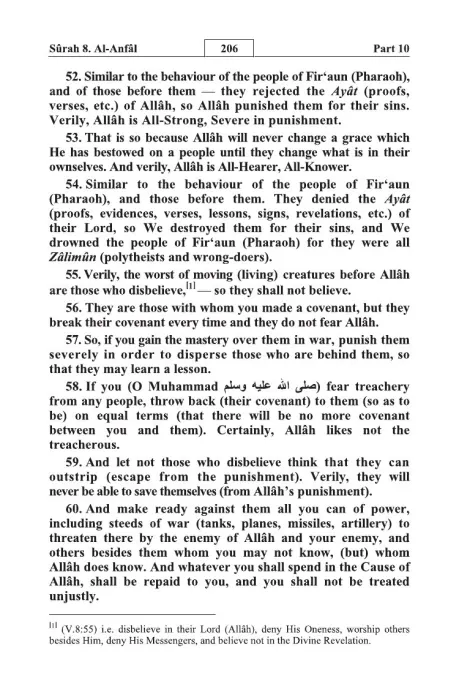 Sûrah 8. Al-Anfâl 206 Part 10
52. Similar to the behaviour of the people of Fir‘aun (Pharaoh),
and of those before them — they rejected the Ayât (proofs,
verses, etc.) of Allâh, so Allâh punished them for their sins.
Verily, Allâh is All-Strong, Severe in punishment.
53. That is so because Allâh will never change a grace which
He has bestowed on a people until they change what is in their
ownselves. And verily, Allâh is All-Hearer, All-Knower.
54. Similar to the behaviour of the people of Fir‘aun
(Pharaoh), and those before them. They denied the Ayât
(proofs, evidences, verses, lessons, signs, revelations, etc.) of
their Lord, so We destroyed them for their sins, and We
drowned the people of Fir‘aun (Pharaoh) for they were all
Zâlimûn (polytheists and wrong-doers).
55. Verily, the worst of moving (living) creatures before Allâh
are those who disbelieve,[1] — so they shall not believe.
56. They are those with whom you made a covenant, but they
break their covenant every time and they do not fear Allâh.
57. So, if you gain the mastery over them in war, punish them
severely in order to disperse those who are behind them, so
that they may learn a lesson.
58. If you (O Muhammad صلى الله عليه وسلم) fear treachery
from any people, throw back (their covenant) to them (so as to
be) on equal terms (that there will be no more covenant
between you and them). Certainly, Allâh likes not the
treacherous.
59. And let not those who disbelieve think that they can
outstrip (escape from the punishment). Verily, they will
never be able to save themselves (from Allâh’s punishment).
60. And make ready against them all you can of power,
including steeds of war (tanks, planes, missiles, artillery) to
threaten there by the enemy of Allâh and your enemy, and
others besides them whom you may not know, (but) whom
Allâh does know. And whatever you shall spend in the Cause of
Allâh, shall be repaid to you, and you shall not be treated
unjustly.
[1] (V.8:55) i.e. disbelieve in their Lord (Allâh), deny His Oneness, worship others
besides Him, deny His Messengers, and believe not in the Divine Revelation.